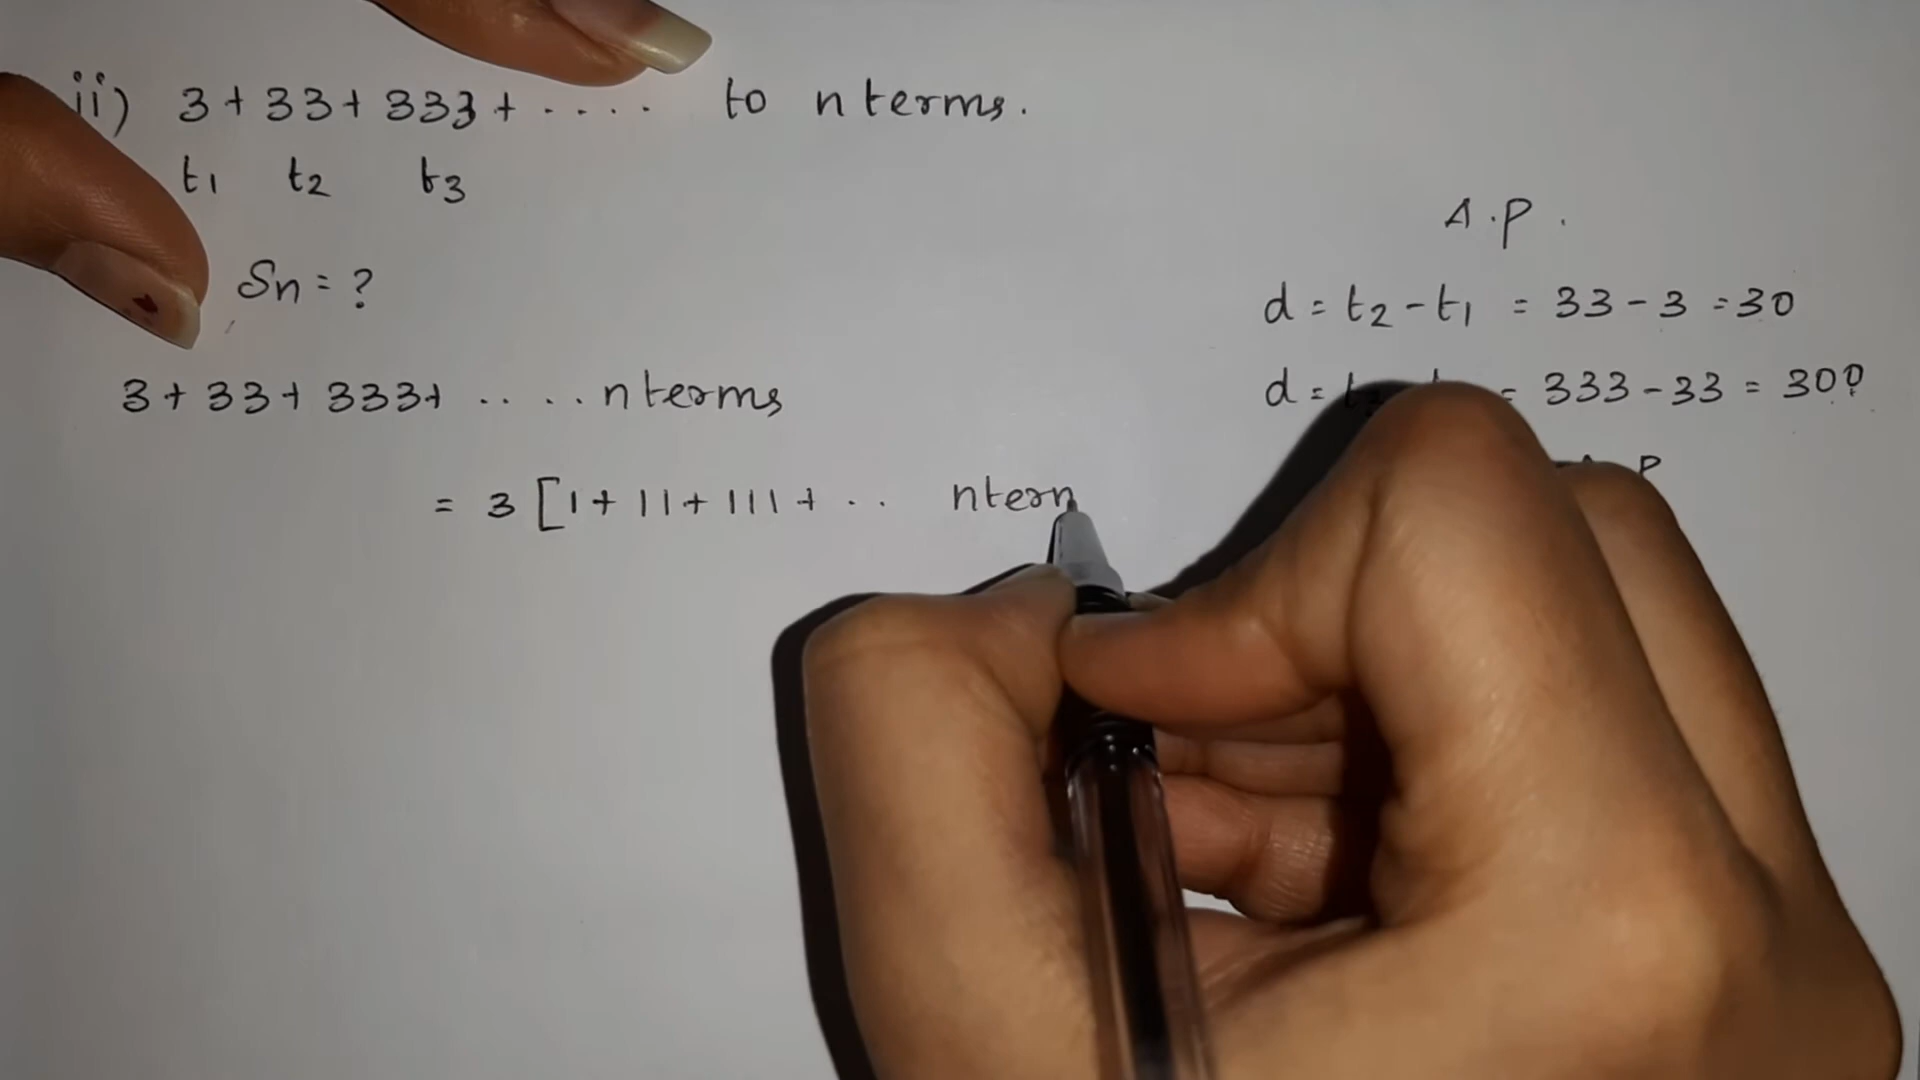 ii) 3 + 33 + 333 + .... to n terms.
t1 t2 t3
Sn = ?
3 + 33 + 333 + ..... n terms
= 3 [1 + 11 + 111 + .. n term
A.P.
d = t2 - t1 = 33 - 3 = 30
d = = 333 - 33 = 300
P